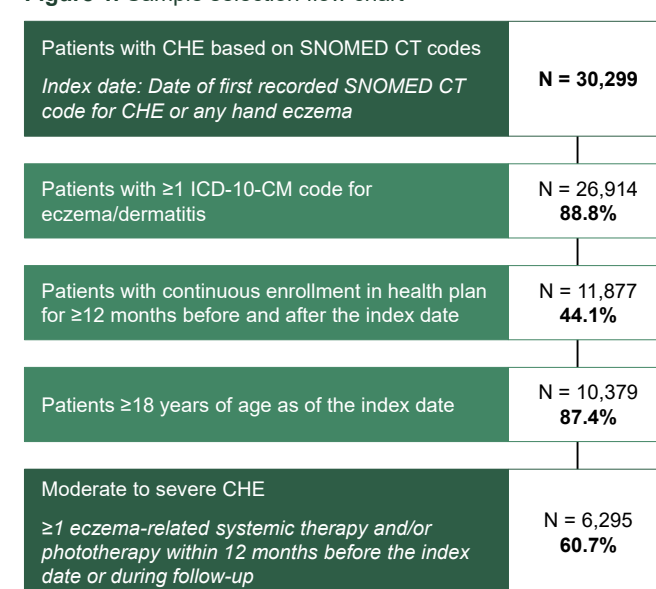 Patients with CHE based on SNOMED CT codes
Index date: Date of first recorded SNOMED CT
code for CHE or any hand eczema
N = 30,299
Patients with ≥1 ICD-10-CM code for
eczema/dermatitis
N = 26,914
88.8%
Patients with continuous enrollment in health plan
for ≥12 months before and after the index date
N = 11,877
44.1%
Patients ≥18 years of age as of the index date
N = 10,379
87.4%
Moderate to severe CHE
≥1 eczema-related systemic therapy and/or
phototherapy within 12 months before the index
date or during follow-up
N = 6,295
60.7%